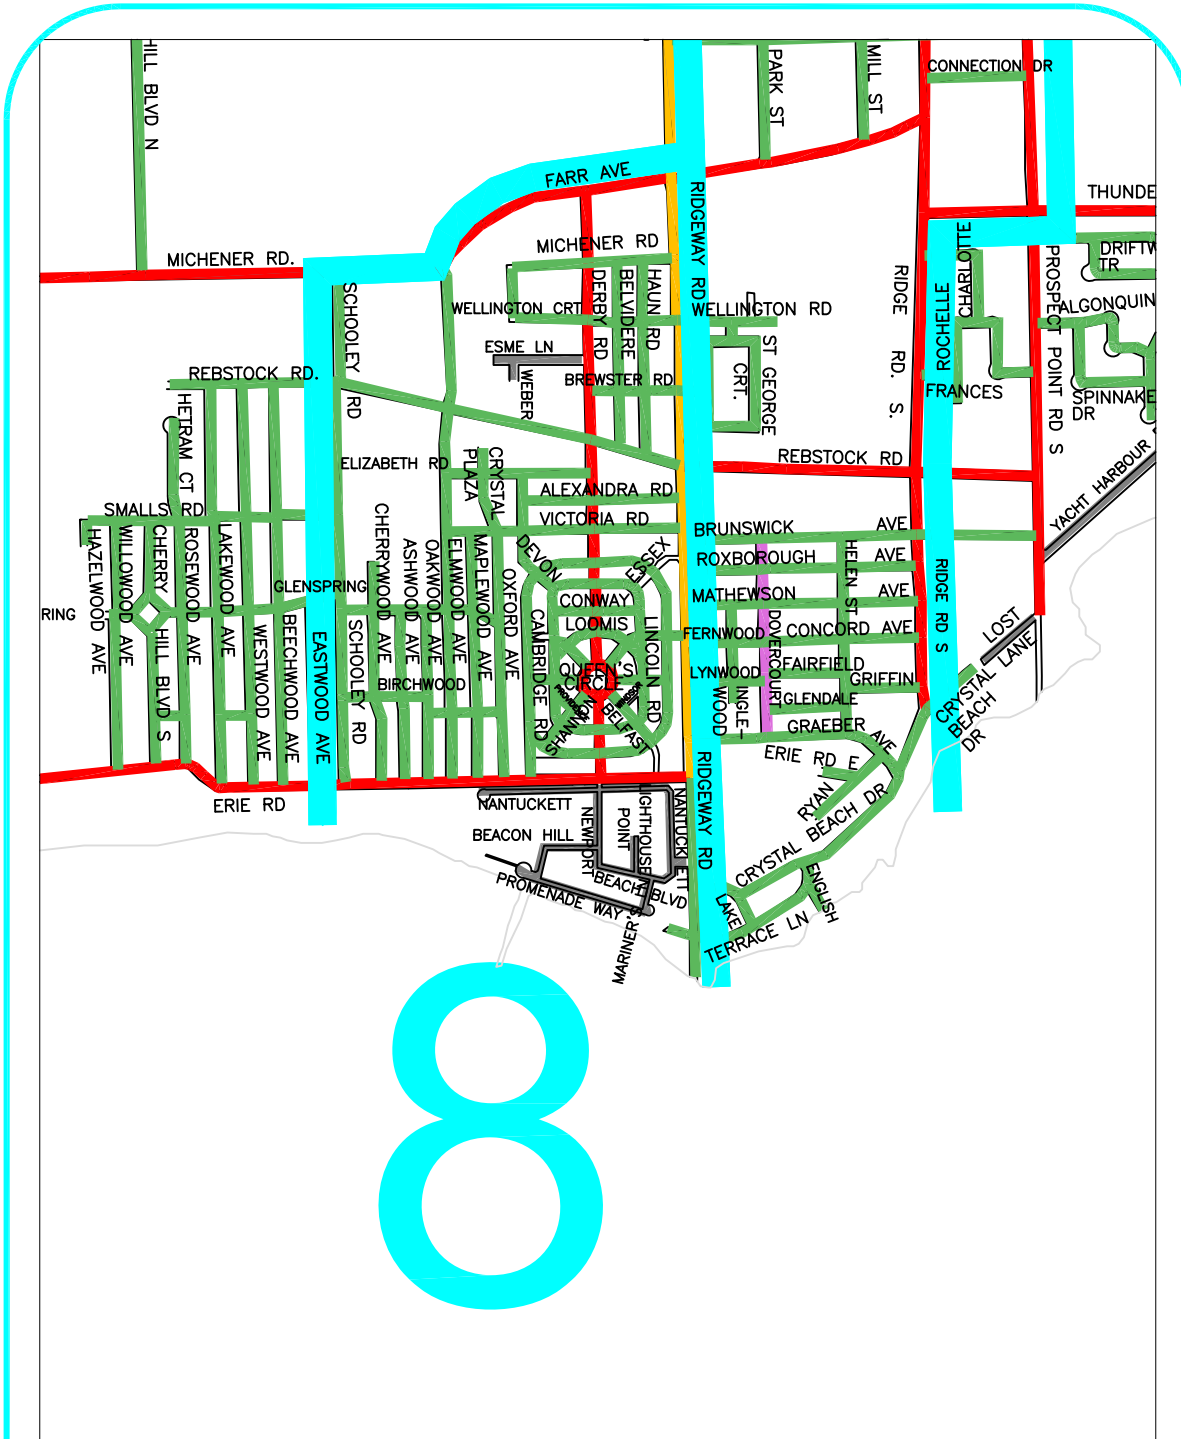 HILL BLVD N
PARK ST
MILL ST
CONNECTION DR
FARR AVE
THUNDE
MICHENER RD.
MICHENER RD
RIDGEWAY RD
CHARLOTTE
DRIFTW
TR
SCHOOLEY RD
WELLINGTON CRT
DERBY RD
BELVIDERE
HAUN RD
WELLINGTON RD
RIDGE RD. S.
ROCHELLE
PROSPECT POINT RD S
ALGONQUIN
ESME LN
WEBER
ST GEORGE
CRT.
REBSTOCK RD.
BREWSTER RD
FRANCES
SPINNAKE
DR
HETRAM CT
ELIZABETH RD
CRYSTAL
PLAZA
REBSTOCK RD
YACHT HARBOUR
ALEXANDRA RD
SMALLS RD
VICTORIA RD
BRUNSWICK AVE
HAZELWOOD AVE
WILLOWOOD AVE
CHERRY HILL BLVD S
ROSEWOOD AVE
LAKEWOOD AVE
WESTWOOD AVE
BEECHWOOD AVE
GLENSPRING
RING
EASTWOOD AVE
SCHOOLEY RD
CHERRYWOOD AVE
ASHWOOD AVE
OAKWOOD AVE
ELMWOOD AVE
MAPLEWOOD AVE
OXFORD AVE
CAMBRIDGE RD
DEVON
ESSEX
CONWAY
LOOMIS
LINCOLN RD
QUEEN'S
CIRCLE
WINDSOR
SHANNON
BELFAST
BIRCHWOOD
ROXBOROUGH AVE
HELEN ST
MATHEWSON AVE
FERNWOOD
DOVERCOURT
CONCORD AVE
LYNWOOD
FAIRFIELD
GRIFFIN
INGLE-
WOOD
GLENDALE
GRAEBER AVE
RIDGE RD S
LOST
LANE
CRYSTAL
BEACH
DR
ERIE RD E
RYAN
CRYSTAL BEACH DR
ERIE RD
RIDGEWAY RD
NANTUCKETT
NANTUCKETT
NEWPORT
LIGHTHOUSE
POINT
BEACON HILL
BEACH BLVD
PROMENADE WAY
MARINER'S
LAKE
ENGLISH
TERRACE LN
8